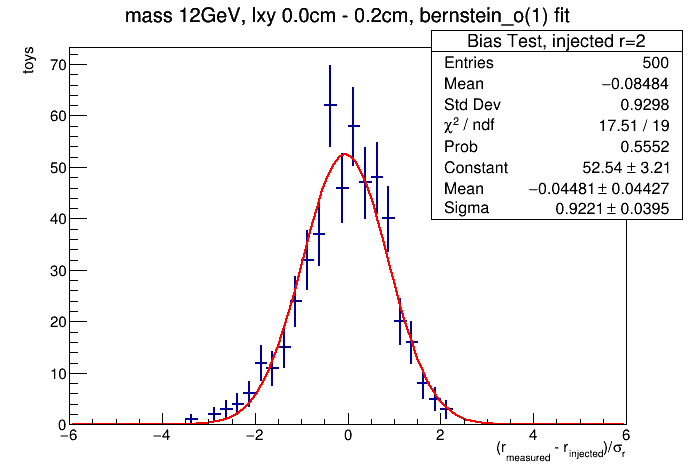 mass 12GeV, lxy 0.0cm - 0.2cm, bernstein_o(1) fit
Bias Test, injected r=2
Entries 500
Mean −0.08484
Std Dev 0.9298
χ² / ndf 17.51 / 19
Prob 0.5552
Constant 52.54 ± 3.21
Mean −0.04481 ± 0.04427
Sigma 0.9221 ± 0.0395
toys
70
60
50
40
30
20
10
0
−6 −4 −2 0 2 4 6
(r_measured - r_injected)/σ_r